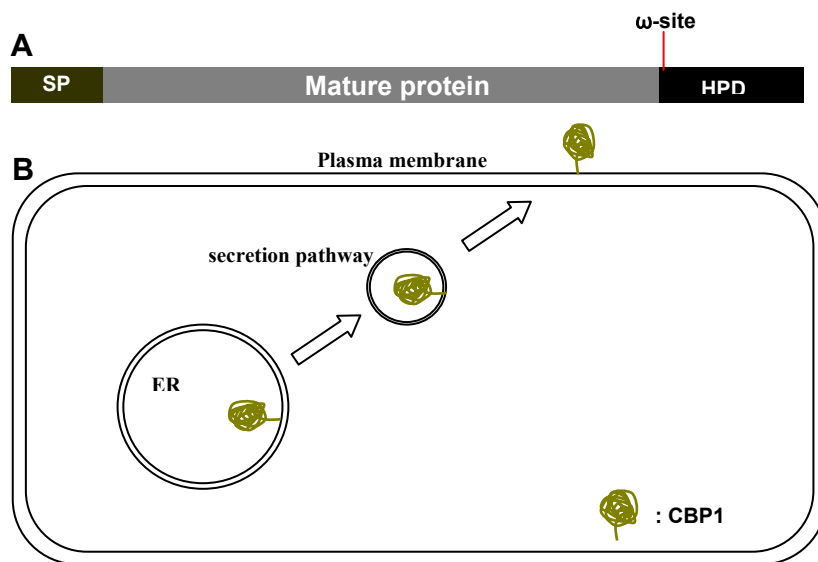 ω-site
A
SP Mature protein HPD
Plasma membrane
B
secretion pathway
ER
: CBP1